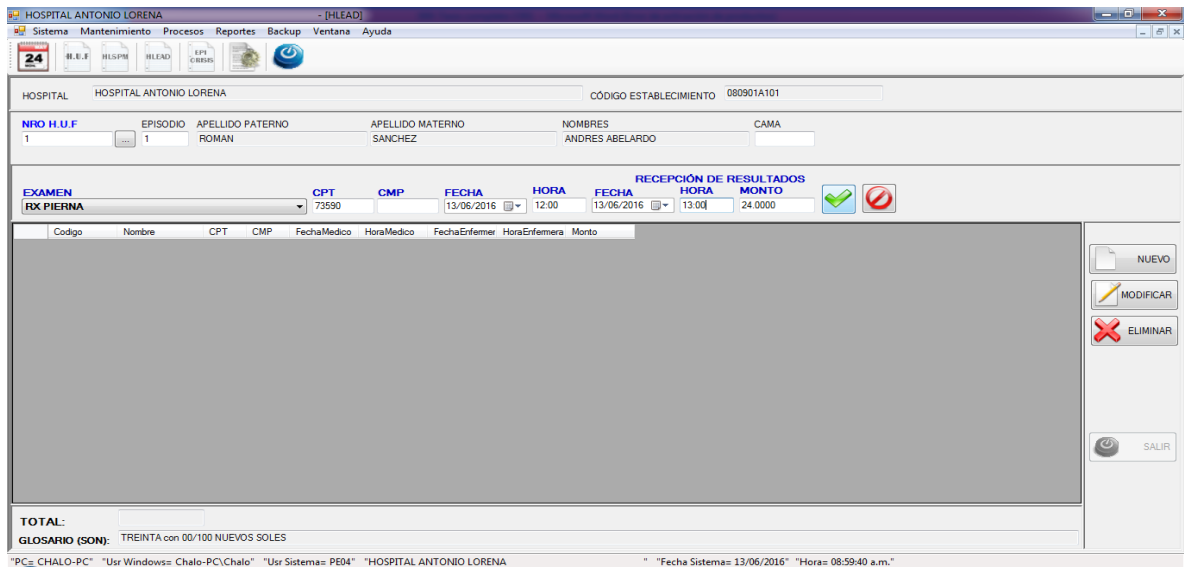 HOSPITAL ANTONIO LORENA - [HLEAD]
Sistema Mantenimiento Procesos Reportes Backup Ventana Ayuda
24 H.U.F HLSPM HLEAD EPI CRISIS
HOSPITAL HOSPITAL ANTONIO LORENA CÓDIGO ESTABLECIMIENTO 080901A101
NRO H.U.F EPISODIO APELLIDO PATERNO APELLIDO MATERNO NOMBRES CAMA
1 ... 1 ROMAN SANCHEZ ANDRES ABELARDO
RECEPCIÓN DE RESULTADOS
EXAMEN CPT CMP FECHA HORA FECHA HORA MONTO
RX PIERNA 73590 13/06/2016 12:00 13/06/2016 13:00 24.0000
Codigo Nombre CPT CMP FechaMedico HoraMedico FechaEnfermer HoraEnfermera Monto
NUEVO
MODIFICAR
ELIMINAR
SALIR
TOTAL:
GLOSARIO (SON): TREINTA con 00/100 NUEVOS SOLES
"PC= CHALO-PC" "Usr Windows= Chalo-PC\Chalo" "Usr Sistema= PE04" "HOSPITAL ANTONIO LORENA " "Fecha Sistema= 13/06/2016" "Hora= 08:59:40 a.m."